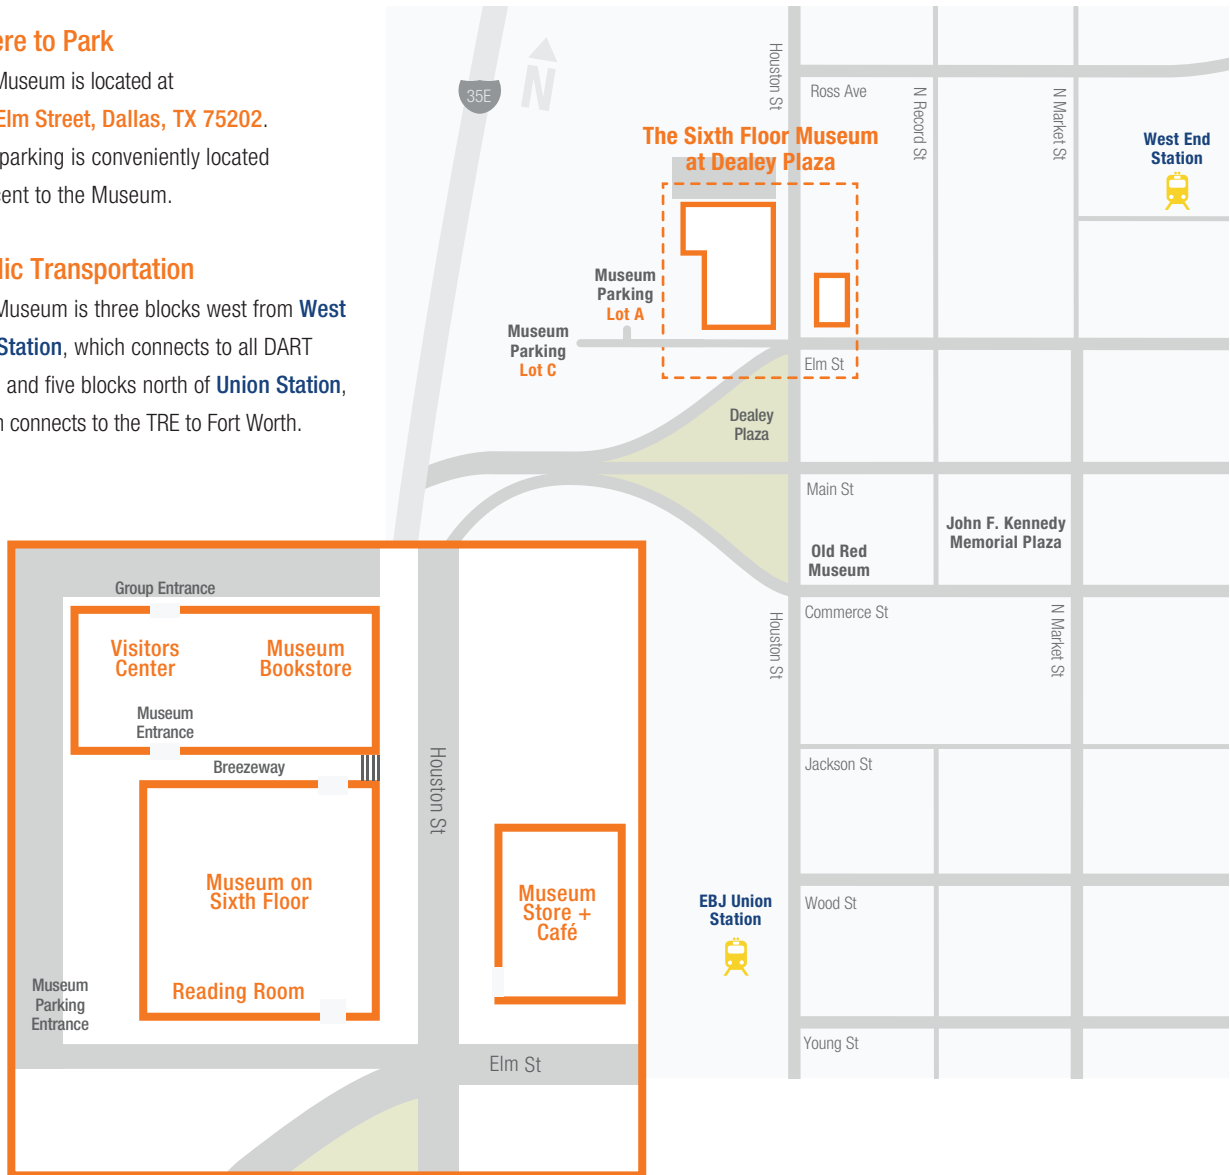 ere to Park
Museum is located at
Elm Street, Dallas, TX 75202.
parking is conveniently located
cent to the Museum.
lic Transportation
Museum is three blocks west from West
Station, which connects to all DART
and five blocks north of Union Station,
connects to the TRE to Fort Worth.
35E
N
Houston St
Ross Ave
N Record St
N Market St
West End
Station
The Sixth Floor Museum
at Dealey Plaza
Museum
Parking
Lot A
Museum
Parking
Lot C
Elm St
Dealey
Plaza
Main St
Old Red
Museum
John F. Kennedy
Memorial Plaza
Commerce St
Houston St
N Market St
Jackson St
EBJ Union
Station
Wood St
Young St
Group Entrance
Visitors
Center
Museum
Bookstore
Museum
Entrance
Breezeway
Houston St
Museum on
Sixth Floor
Reading Room
Museum
Store +
Café
Museum
Parking
Entrance
Elm St